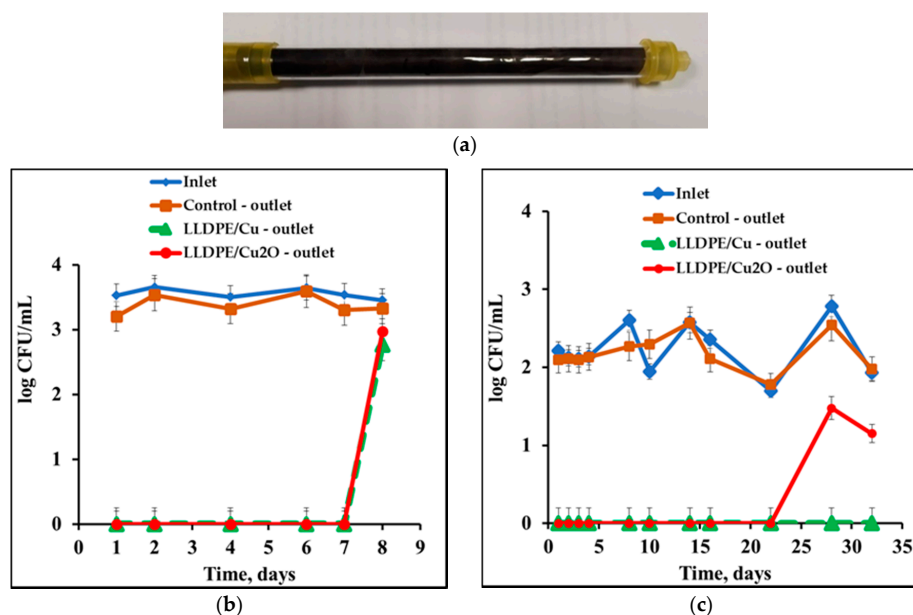 (a)
Inlet
Control - outlet
LLDPE/Cu - outlet
LLDPE/Cu2O - outlet
4
3
2
1
0
log CFU/mL
0 1 2 3 4 5 6 7 8 9
Time, days
(b)
Inlet
Control - outlet
LLDPE/Cu - outlet
LLDPE/Cu2O - outlet
4
3
2
1
0
log CFU/mL
0 5 10 15 20 25 30 35
Time, days
(c)